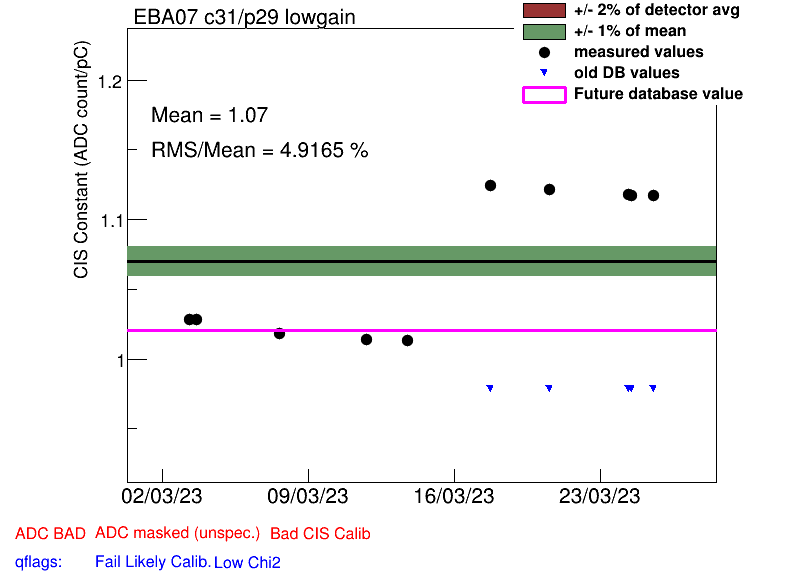 EBA07 c31/p29 lowgain
+/- 2% of detector avg
+/- 1% of mean
measured values
old DB values
Future database value
CIS Constant (ADC count/pC)
1.2
Mean = 1.07
RMS/Mean = 4.9165 %
1.1
1
02/03/23 09/03/23 16/03/23 23/03/23
ADC BAD ADC masked (unspec.) Bad CIS Calib
qflags: Fail Likely Calib. Low Chi2